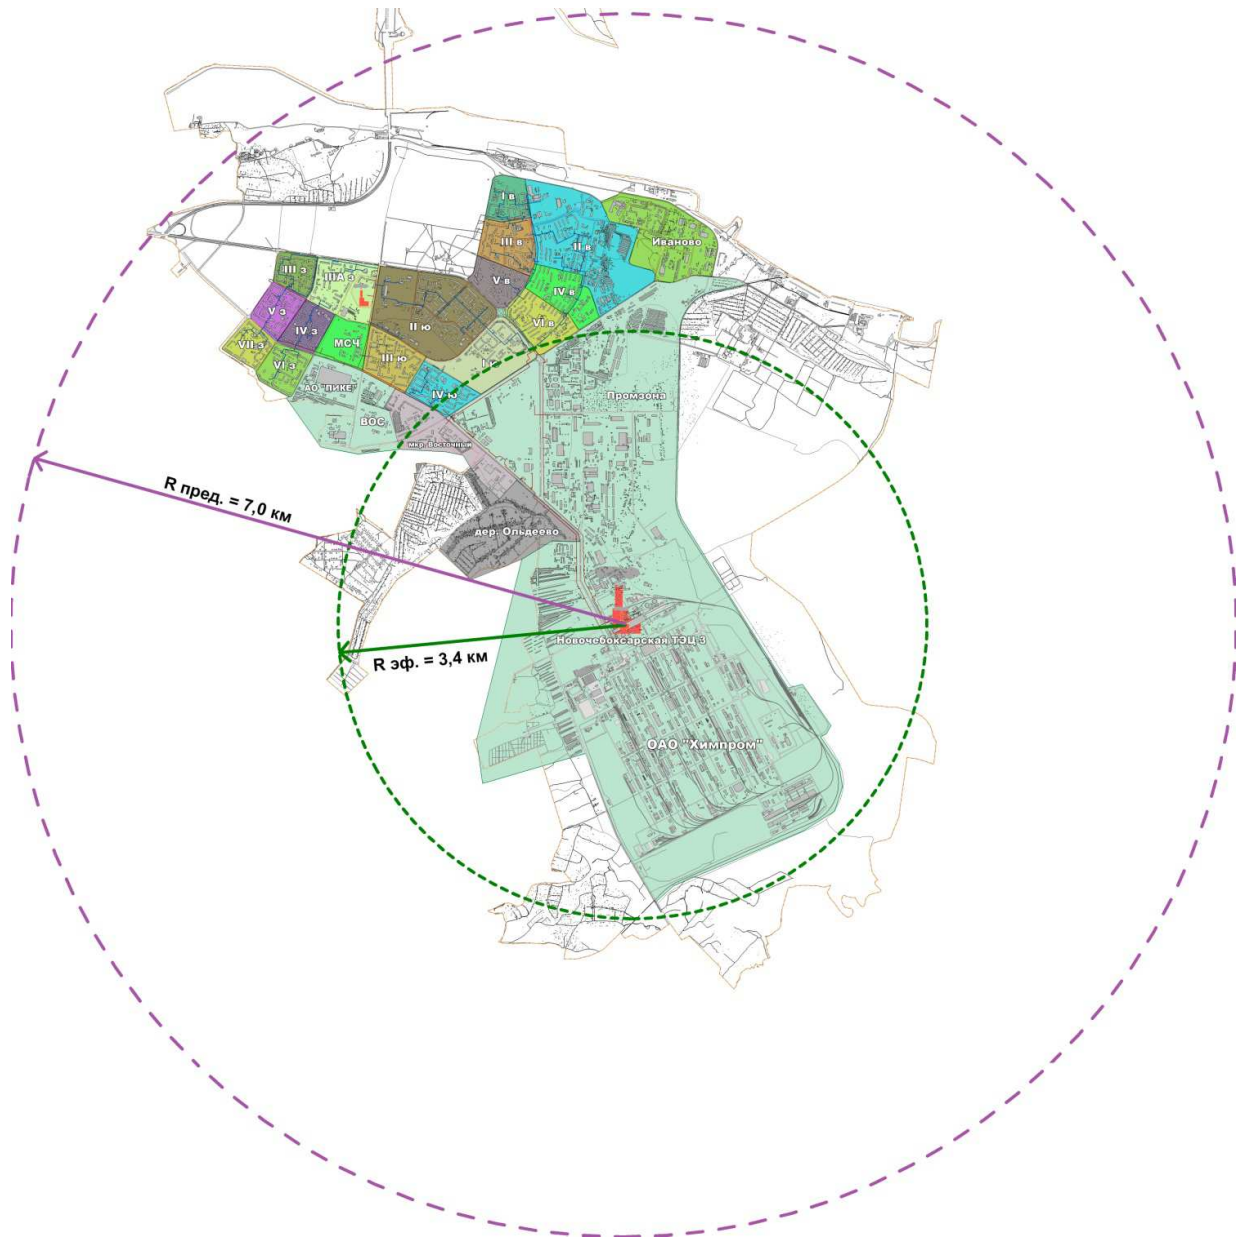 I в
III в
II в
Иваново
III з
IIIА з
V в
IV в
V з
IV з
II ю
VI в
VII з
МСЧ
VI з
III ю
АО "ПИКЕ"
IV ю
Промзона
ВОС
мкр. Восточный
R пред. = 7,0 км
дер. Ольдеево
Новочебоксарская ТЭЦ-3
R эф. = 3,4 км
ОАО "Химпром"